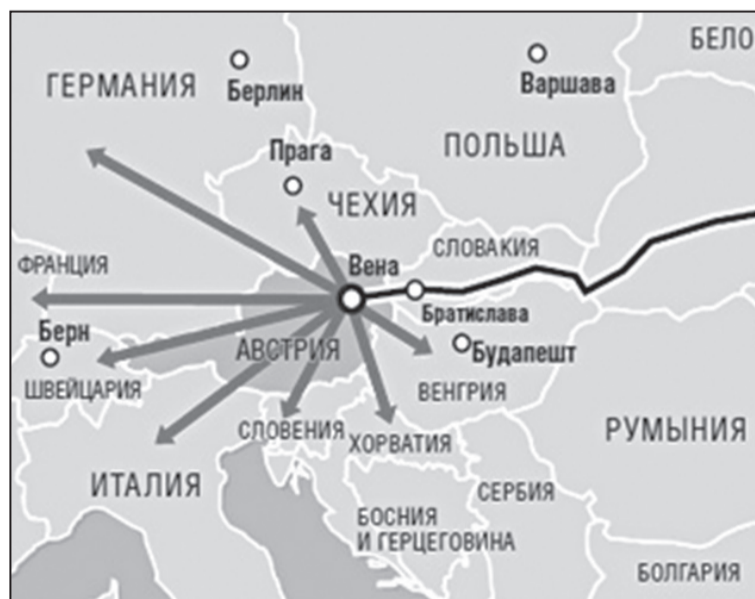 БЕЛО
ГЕРМАНИЯ
Берлин
Варшава
Прага
ПОЛЬША
ЧЕХИЯ
ФРАНЦИЯ
Вена
СЛОВАКИЯ
Братислава
Берн
АВСТРИЯ
Будапешт
ШВЕЙЦАРИЯ
ВЕНГРИЯ
СЛОВЕНИЯ
ХОРВАТИЯ
РУМЫНИЯ
ИТАЛИЯ
СЕРБИЯ
БОСНИЯ
И ГЕРЦЕГОВИНА
БОЛГАРИЯ